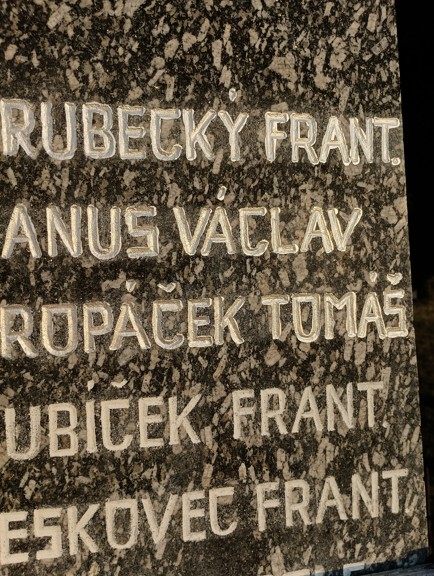 RUBECKÝ FRANT.
ANUS VÁCLAV
ROPÁČEK TOMÁŠ
UBÍČEK FRANT.
ESKOVEC FRANT.